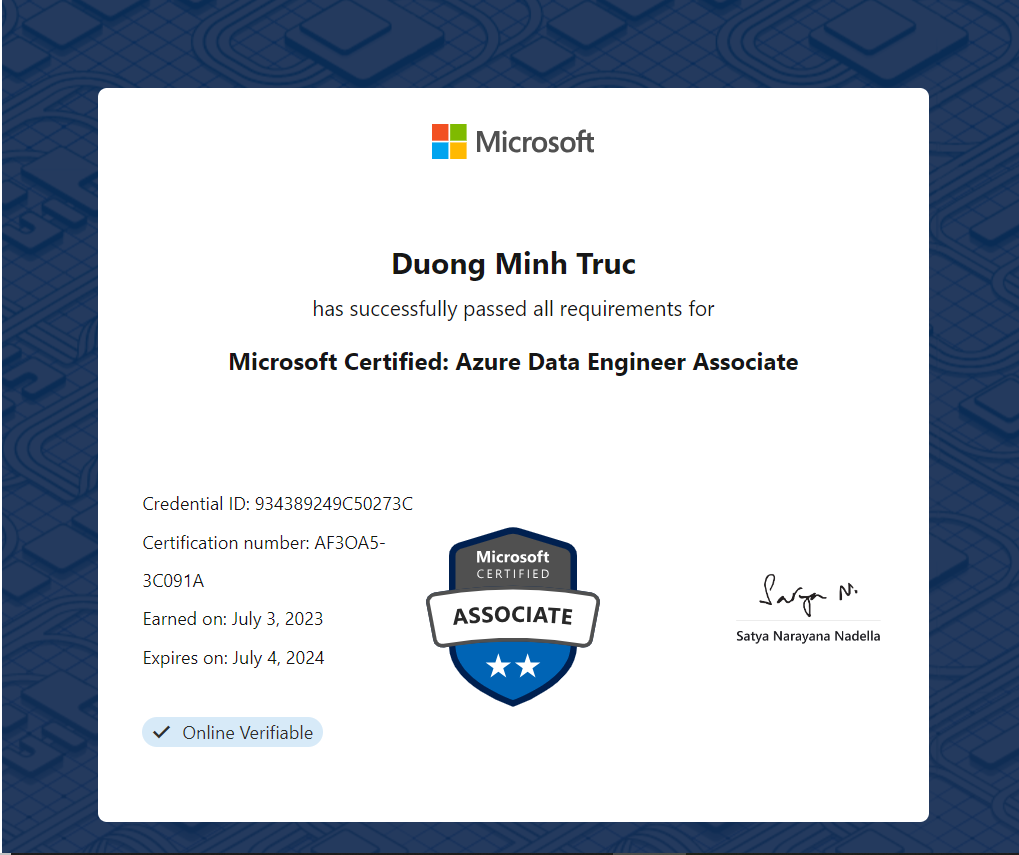 Microsoft
Duong Minh Truc
has successfully passed all requirements for
Microsoft Certified: Azure Data Engineer Associate
Credential ID: 934389249C50273C
Certification number: AF3OA5-
3C091A
Earned on: July 3, 2023
Expires on: July 4, 2024
Online Verifiable
Microsoft
CERTIFIED
ASSOCIATE
Satya N.
Satya Narayana Nadella